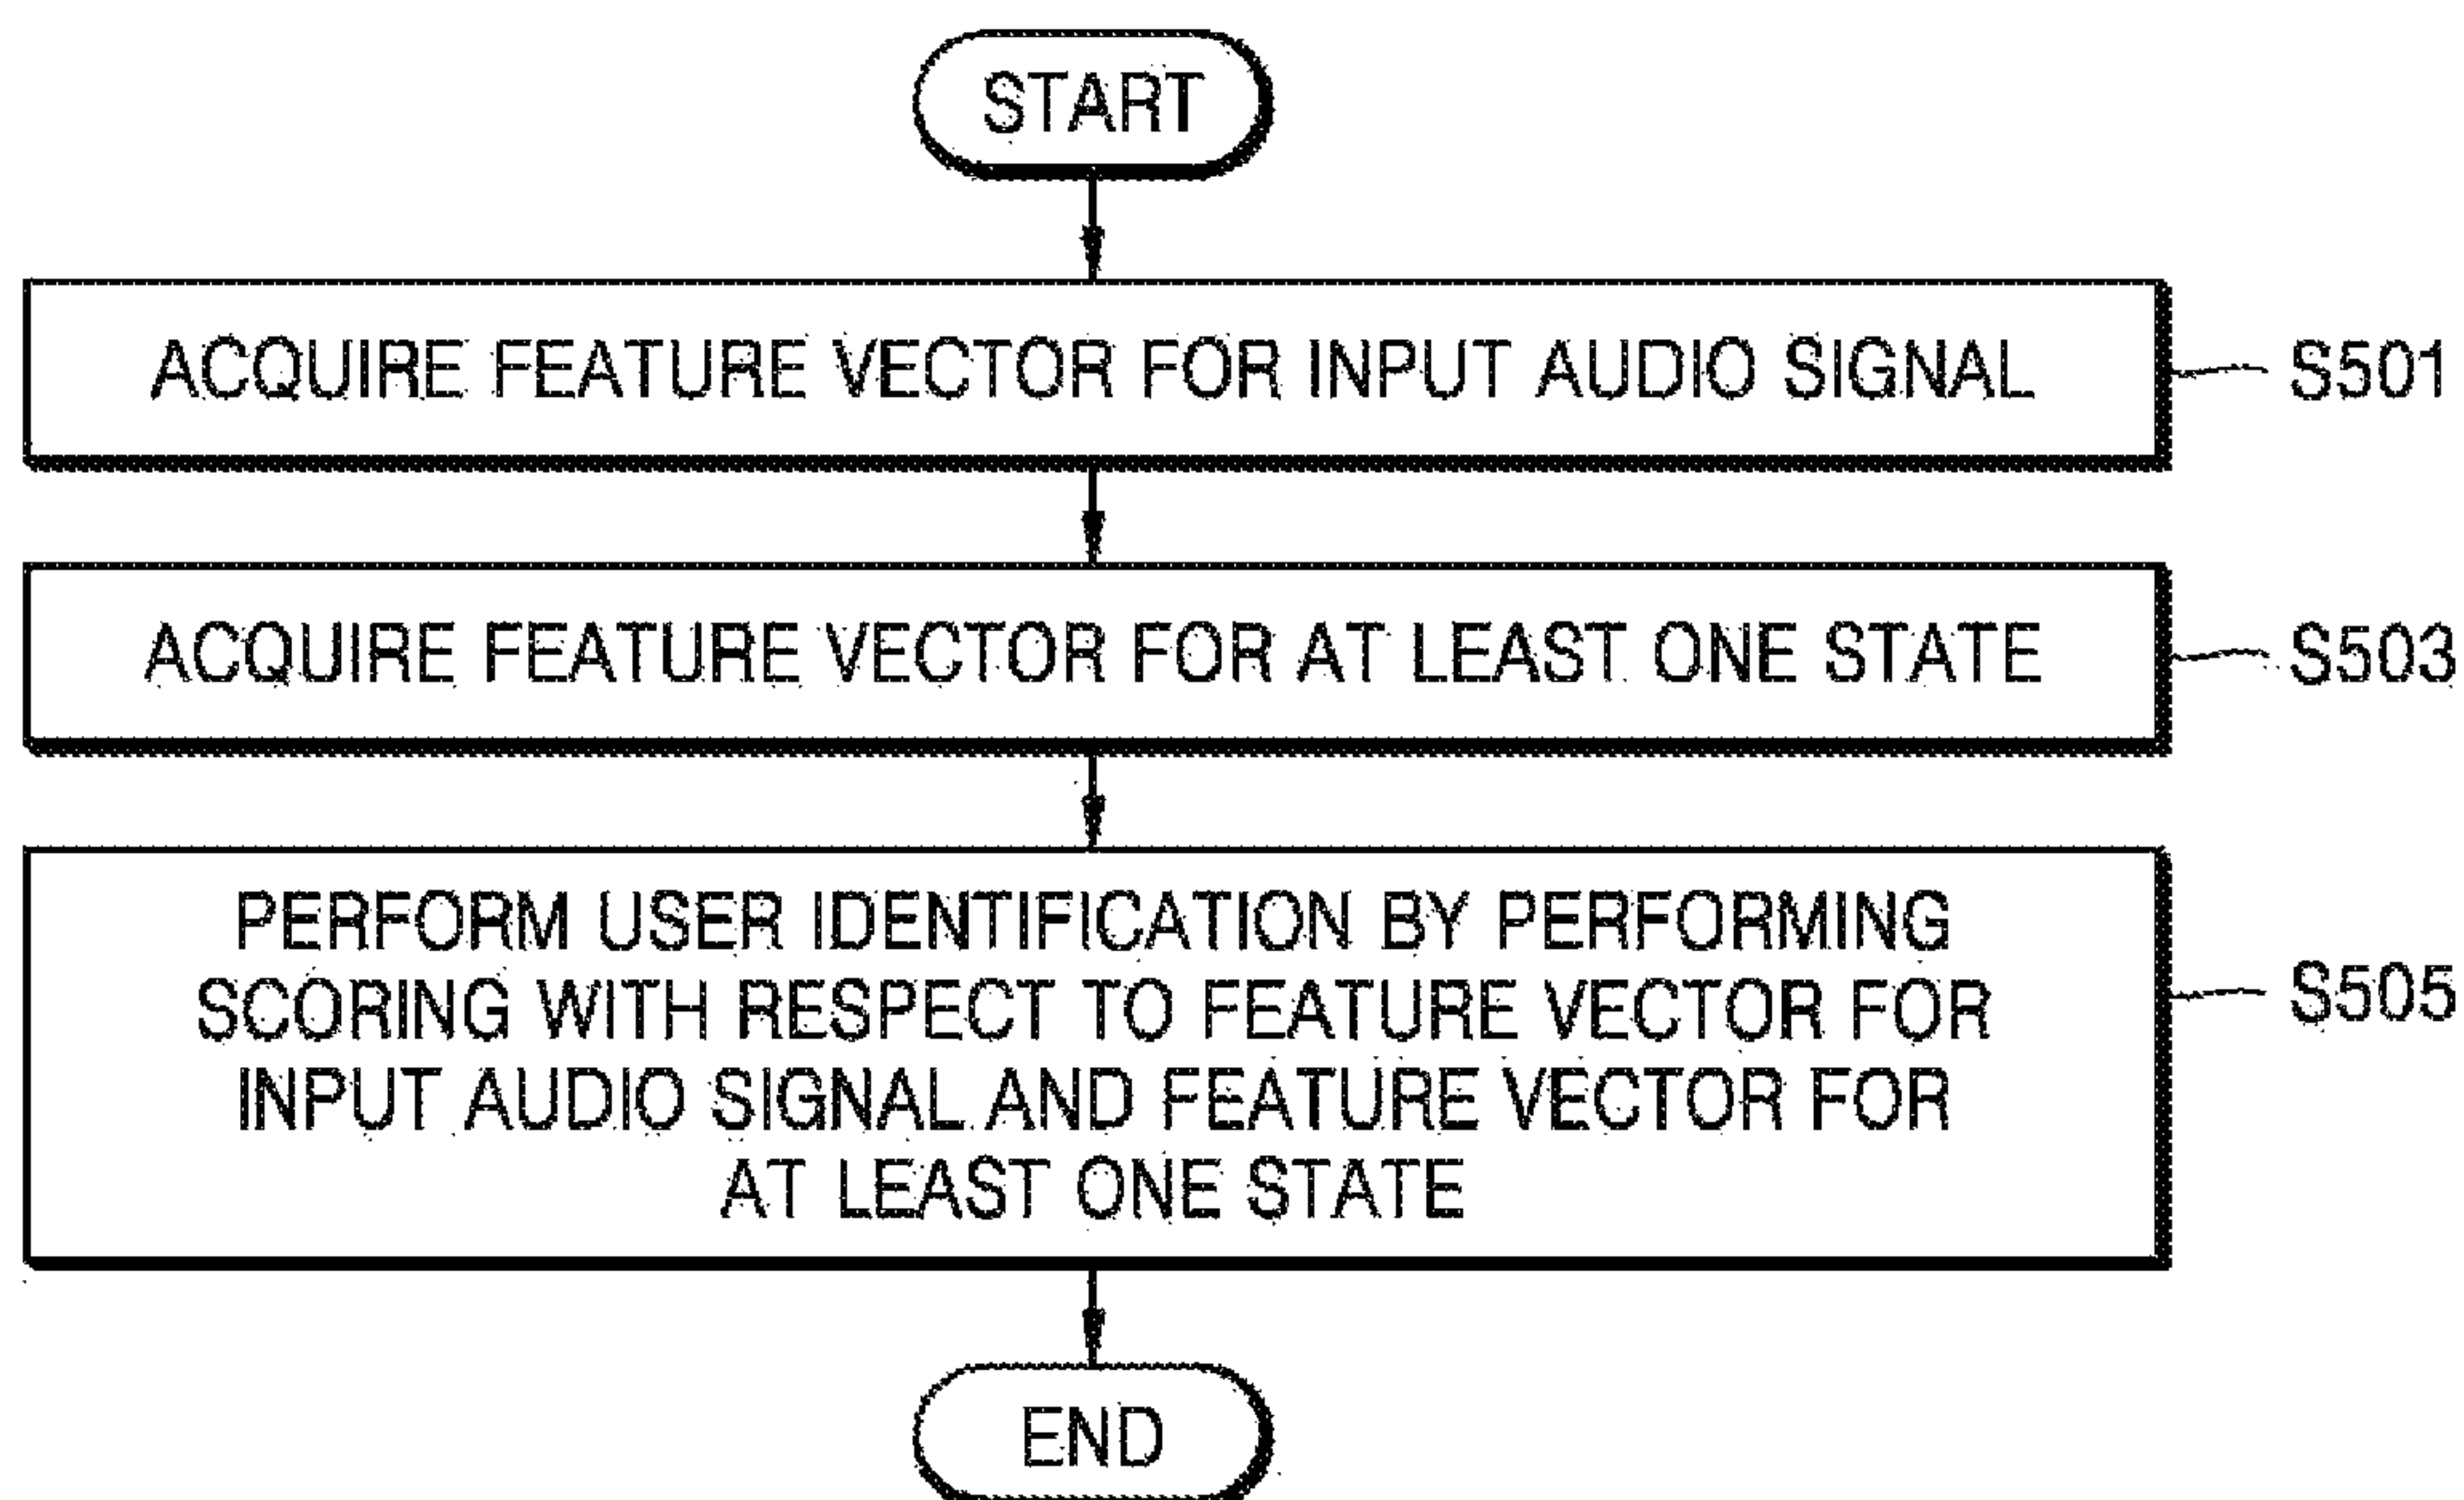 START
ACQUIRE FEATURE VECTOR FOR INPUT AUDIO SIGNAL
S501
ACQUIRE FEATURE VECTOR FOR AT LEAST ONE STATE
S503
PERFORM USER IDENTIFICATION BY PERFORMING
SCORING WITH RESPECT TO FEATURE VECTOR FOR
INPUT AUDIO SIGNAL AND FEATURE VECTOR FOR
AT LEAST ONE STATE
S505
END